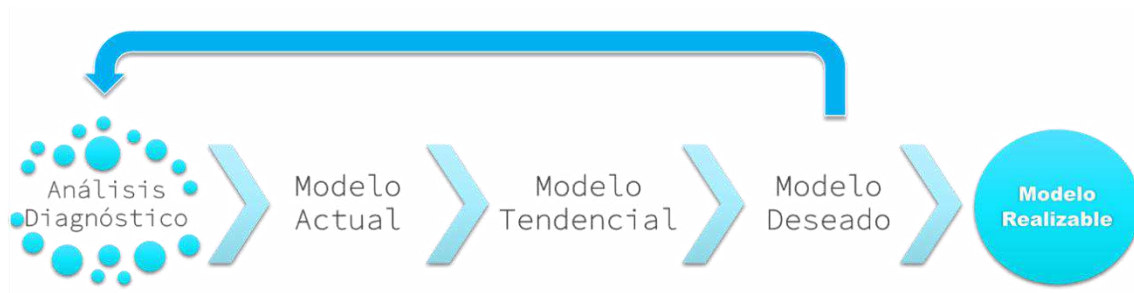 Análisis
Diagnóstico
Modelo
Actual
Modelo
Tendencial
Modelo
Deseado
Modelo
Realizable